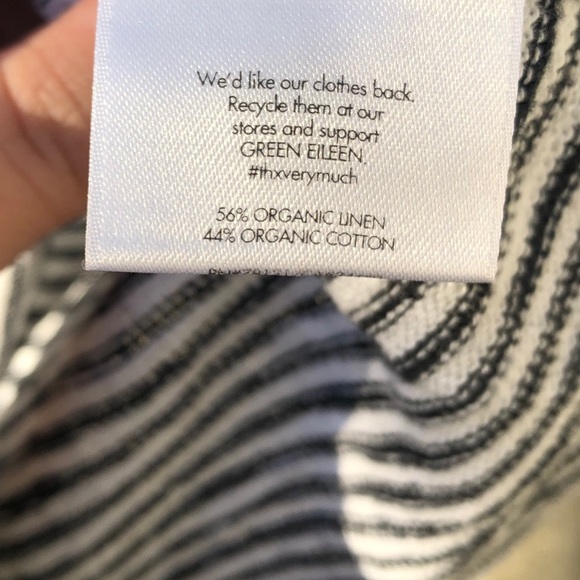 We'd like our clothes back.
Recycle them at our
stores and support
GREEN EILEEN.
#thxverymuch
56% ORGANIC LINEN
44% ORGANIC COTTON